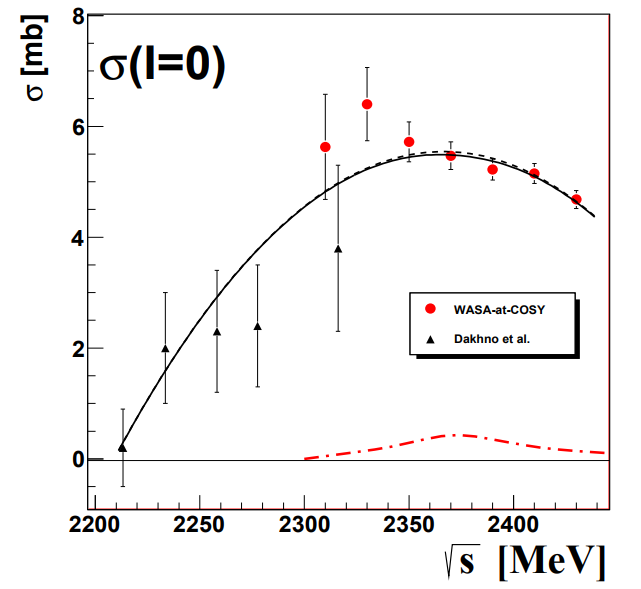 σ [mb]
σ(I=0)
8
6
4
2
0
WASA-at-COSY
Dakhno et al.
2200 2250 2300 2350 2400
√s [MeV]